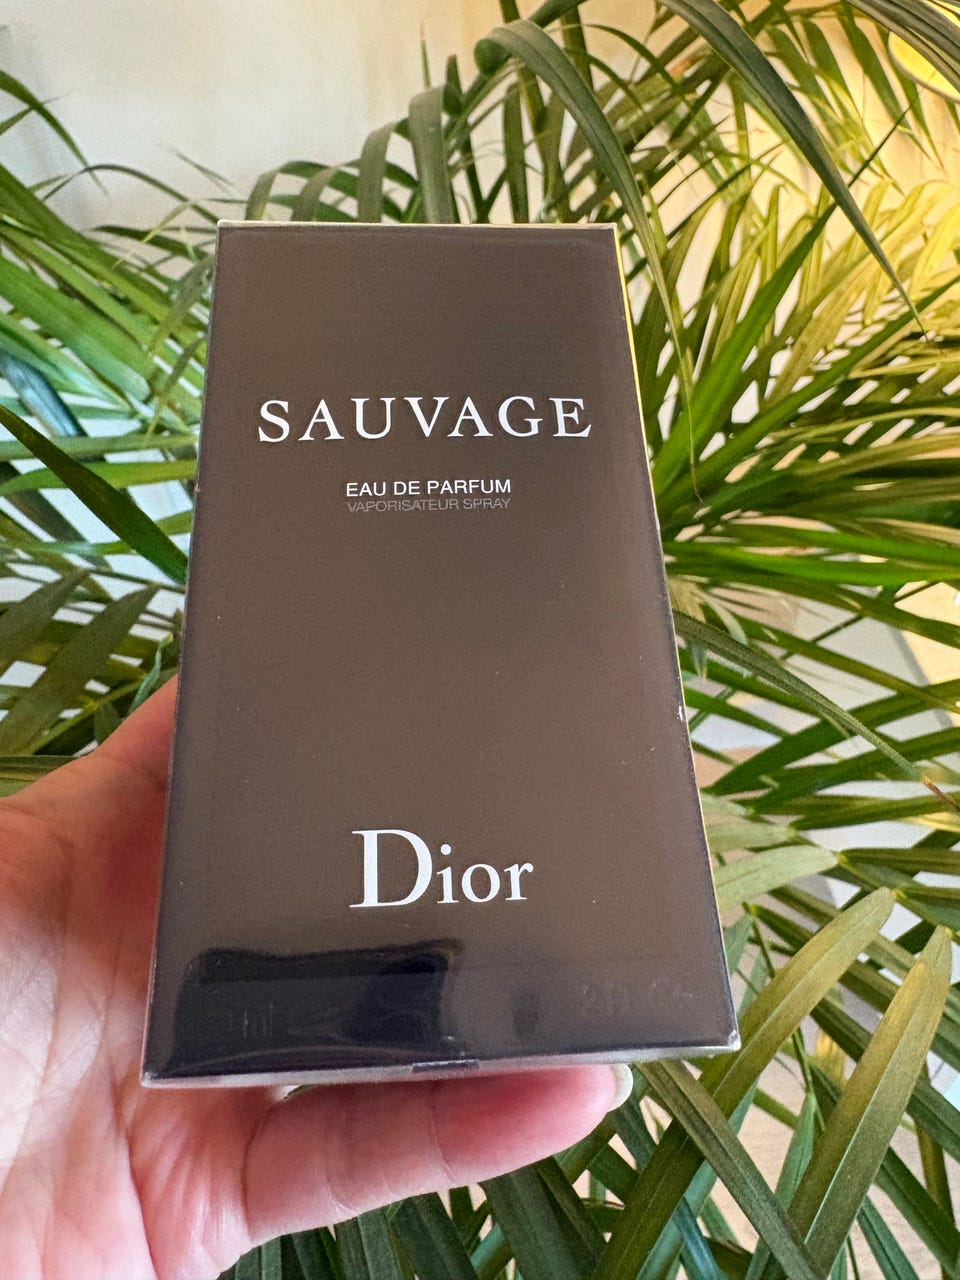 SAUVAGE
EAU DE PARFUM
VAPORISATEUR SPRAY
Dior